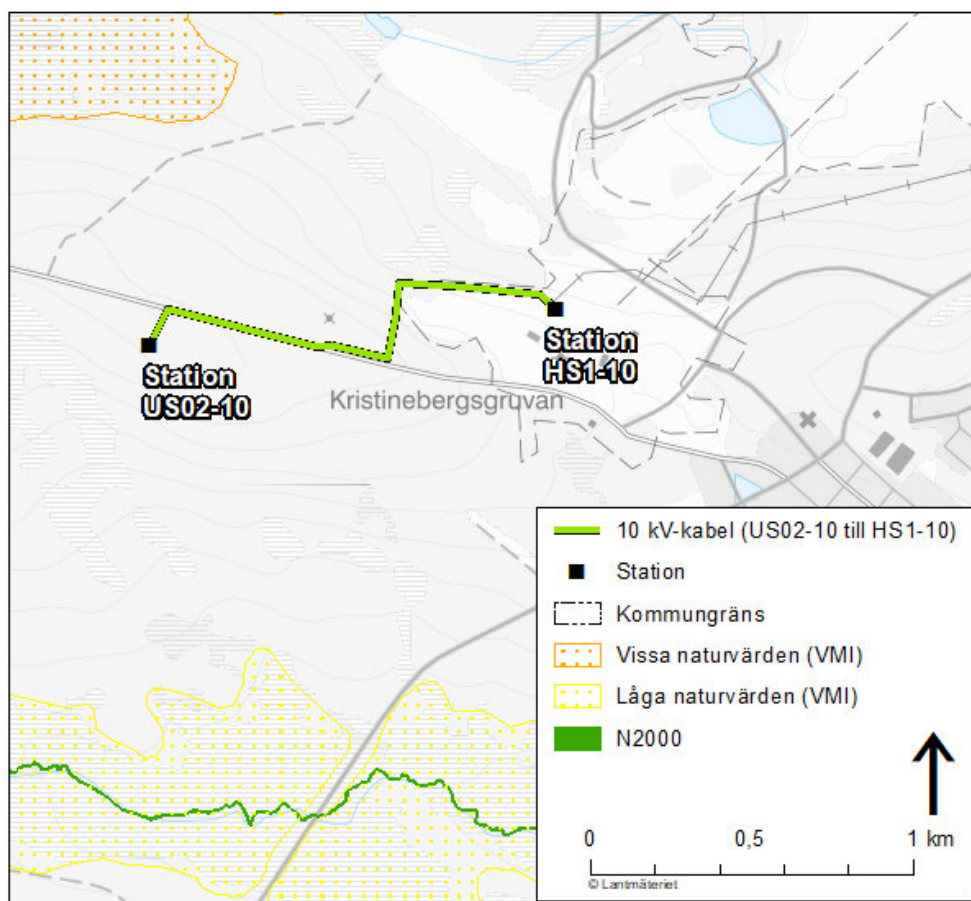 Station
HS1-10
Station
US02-10
Kristinebergsgruvan
10 kV-kabel (US02-10 till HS1-10)
Station
Kommungräns
Vissa naturvärden (VMI)
Låga naturvärden (VMI)
N2000
0 0,5 1 km
© Lantmäteriet